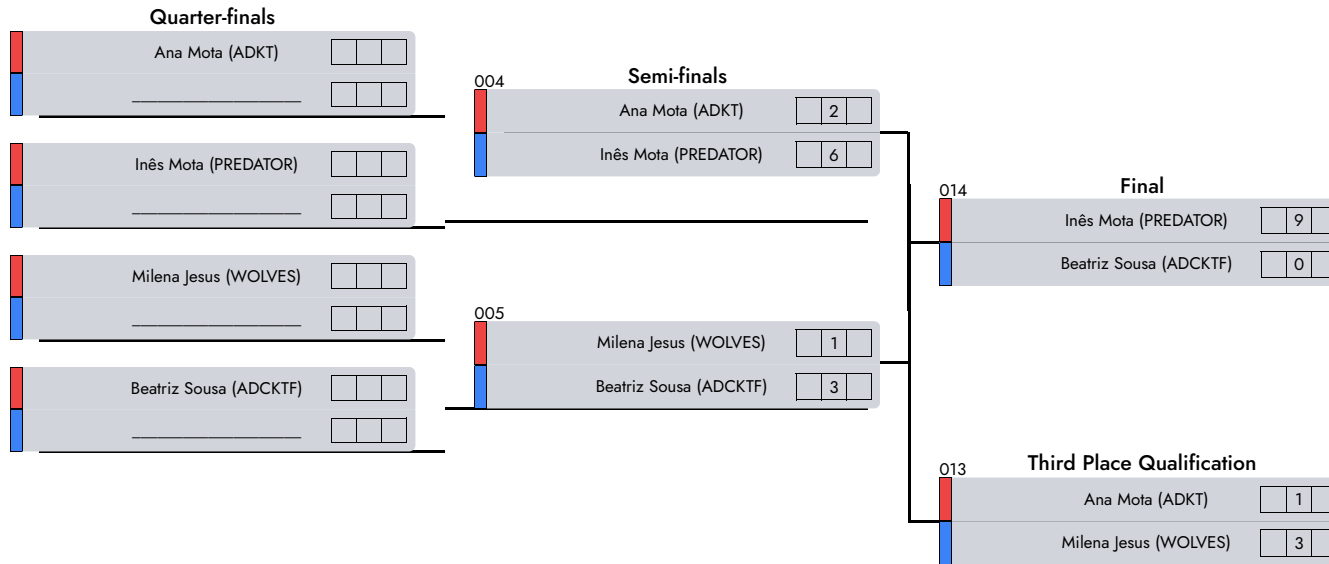 Quarter-finals
Ana Mota (ADKT)
____________________
Inês Mota (PREDATOR)
____________________
Milena Jesus (WOLVES)
____________________
Beatriz Sousa (ADCKTF)
____________________
Semi-finals
004
Ana Mota (ADKT) 2
Inês Mota (PREDATOR) 6
005
Milena Jesus (WOLVES) 1
Beatriz Sousa (ADCKTF) 3
Final
014
Inês Mota (PREDATOR) 9
Beatriz Sousa (ADCKTF) 0
Third Place Qualification
013
Ana Mota (ADKT) 1
Milena Jesus (WOLVES) 3